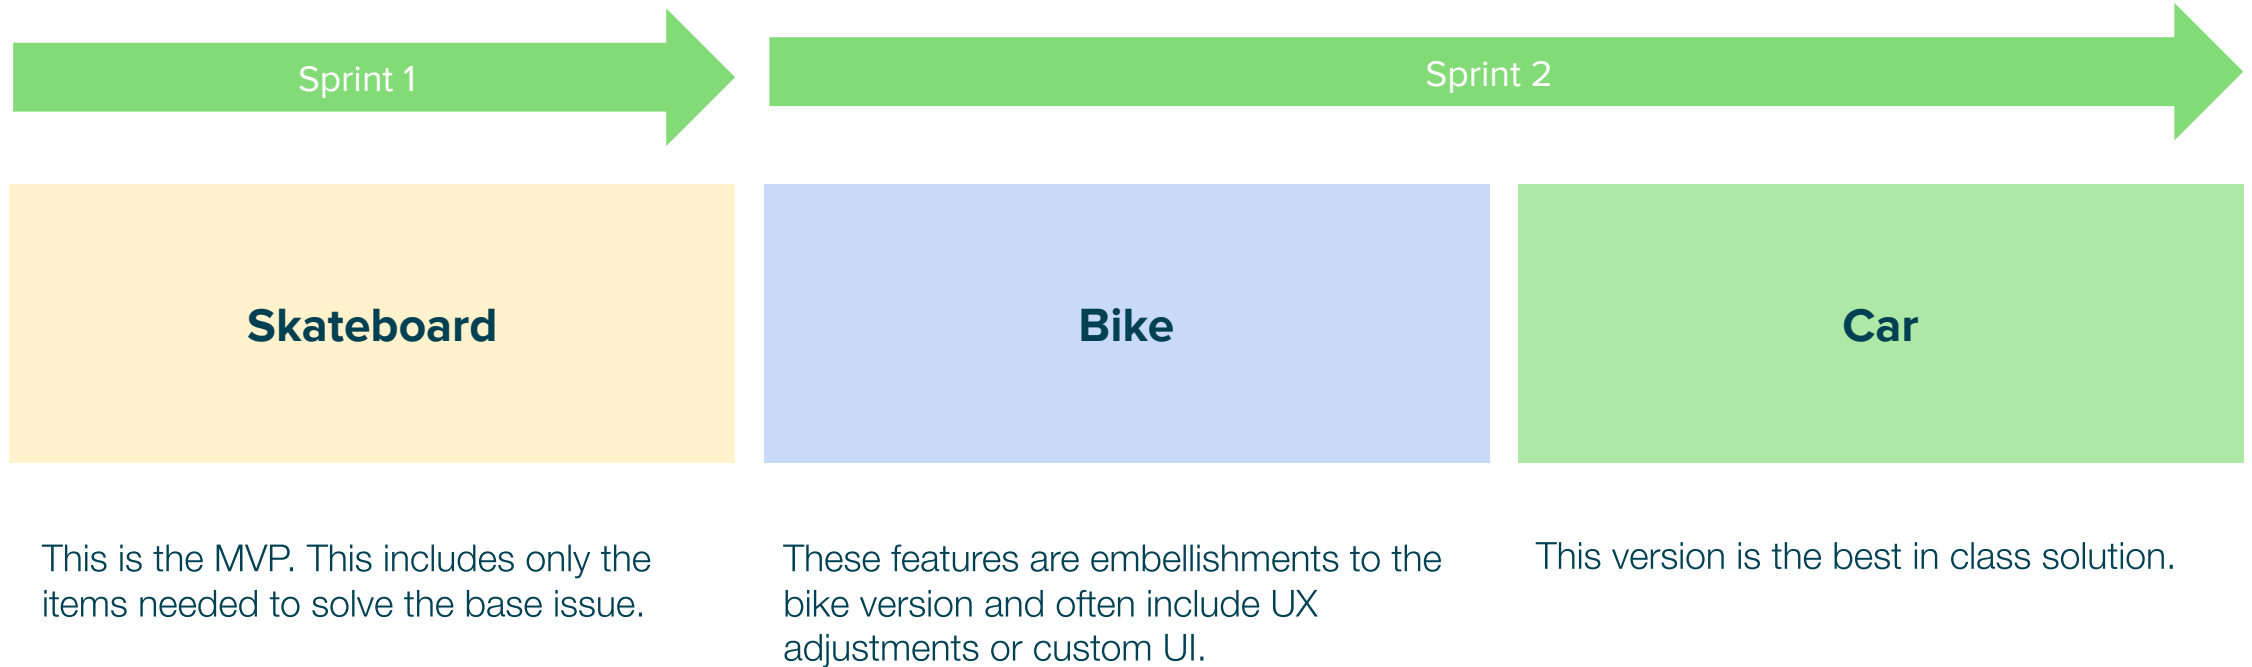 Sprint 1
Sprint 2
Skateboard
Bike
Car
This is the MVP. This includes only the
items needed to solve the base issue.
These features are embellishments to the
bike version and often include UX
adjustments or custom UI.
This version is the best in class solution.